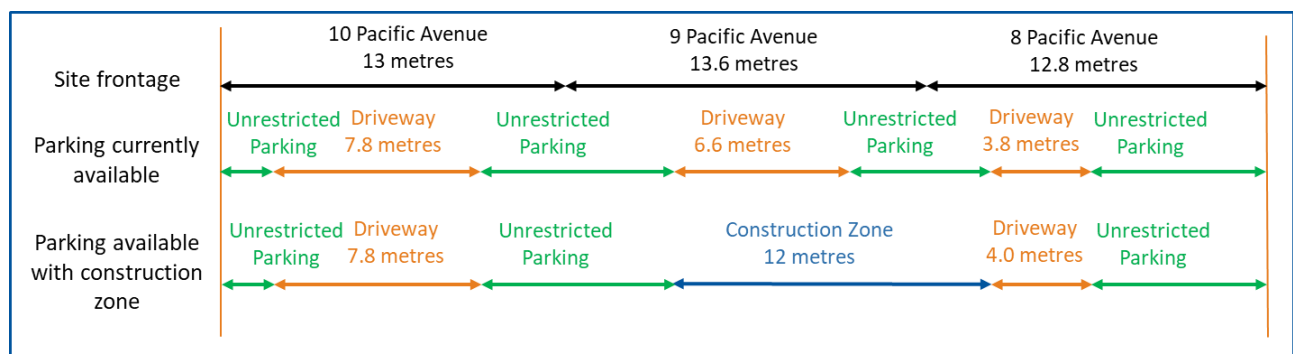 10 Pacific Avenue
13 metres
9 Pacific Avenue
13.6 metres
8 Pacific Avenue
12.8 metres
Site frontage
Parking currently
available
Unrestricted
Parking
Driveway
7.8 metres
Unrestricted
Parking
Driveway
6.6 metres
Unrestricted
Parking
Driveway
3.8 metres
Unrestricted
Parking
Parking available
with construction
zone
Unrestricted
Parking
Driveway
7.8 metres
Unrestricted
Parking
Construction Zone
12 metres
Driveway
4.0 metres
Unrestricted
Parking